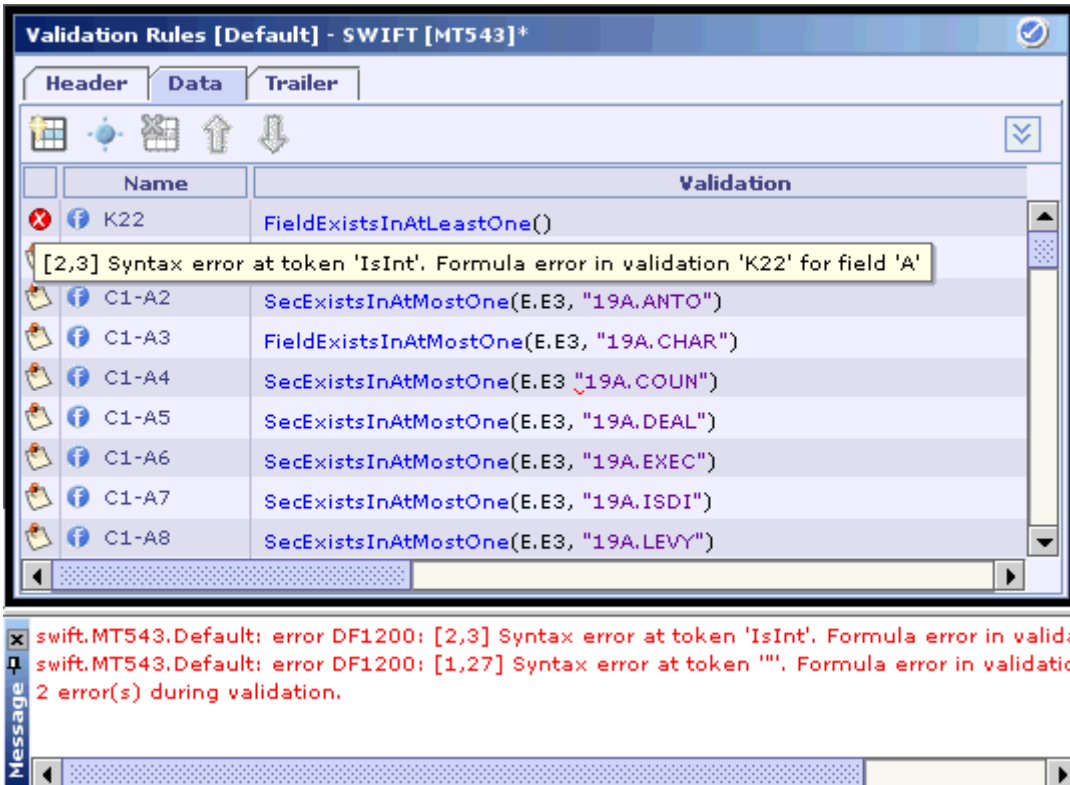 Validation Rules [Default] - SWIFT [MT543]*
Header Data Trailer
Name Validation
K22 FieldExistsInAtLeastOne()
[2,3] Syntax error at token 'IsInt'. Formula error in validation 'K22' for field 'A'
C1-A2 SecExistsInAtMostOne(E.E3, "19A.ANTO")
C1-A3 FieldExistsInAtMostOne(E.E3, "19A.CHAR")
C1-A4 SecExistsInAtMostOne(E.E3 "19A.COUN")
C1-A5 SecExistsInAtMostOne(E.E3, "19A.DEAL")
C1-A6 SecExistsInAtMostOne(E.E3, "19A.EXEC")
C1-A7 SecExistsInAtMostOne(E.E3, "19A.ISDI")
C1-A8 SecExistsInAtMostOne(E.E3, "19A.LEVY")
Message
swift.MT543.Default: error DF1200: [2,3] Syntax error at token 'IsInt'. Formula error in valida
swift.MT543.Default: error DF1200: [1,27] Syntax error at token '"'. Formula error in validatio
2 error(s) during validation.